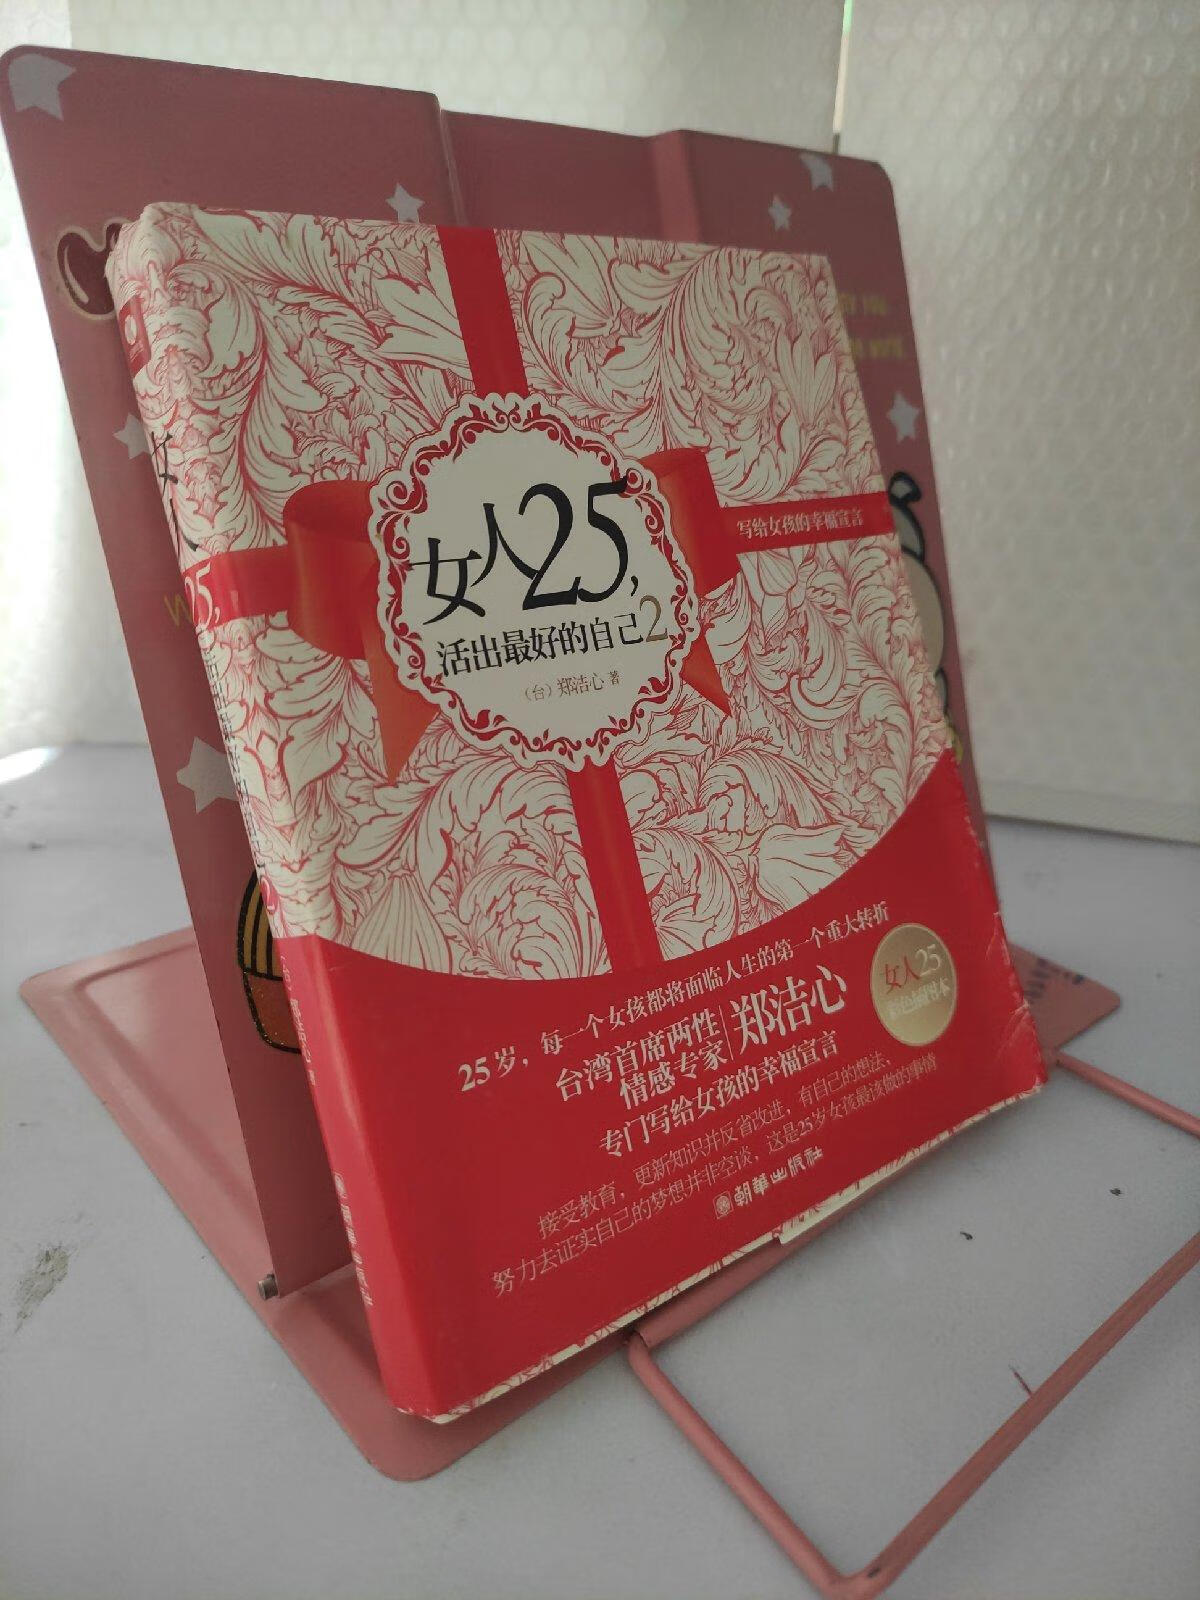 写给女孩的幸福宣言
女人25,
活出最好的自己2
（台）郑洁心 著
25岁，每一个女孩都将面临人生的第一个重大转折
台湾首席两性
情感专家
郑洁心
专门写给女孩的幸福宣言
女人25
彩色插图本
接受教育，更新知识并反省改进，有自己的想法，
努力去证实自己的梦想并非空谈，这是25岁女孩最该做的事情
朝華出版社
25,